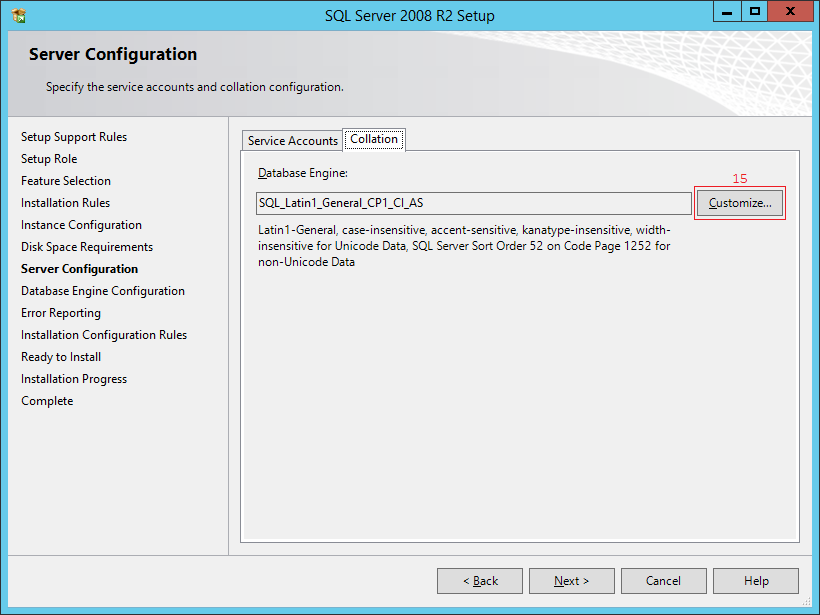 SQL Server 2008 R2 Setup
Server Configuration
Specify the service accounts and collation configuration.
Setup Support Rules
Setup Role
Feature Selection
Installation Rules
Instance Configuration
Disk Space Requirements
Server Configuration
Database Engine Configuration
Error Reporting
Installation Configuration Rules
Ready to Install
Installation Progress
Complete
Service Accounts
Collation
Database Engine:
15
SQL_Latin1_General_CP1_CI_AS
Customize...
Latin1-General, case-insensitive, accent-sensitive, kanatype-insensitive, width-
insensitive for Unicode Data, SQL Server Sort Order 52 on Code Page 1252 for
non-Unicode Data
< Back
Next >
Cancel
Help